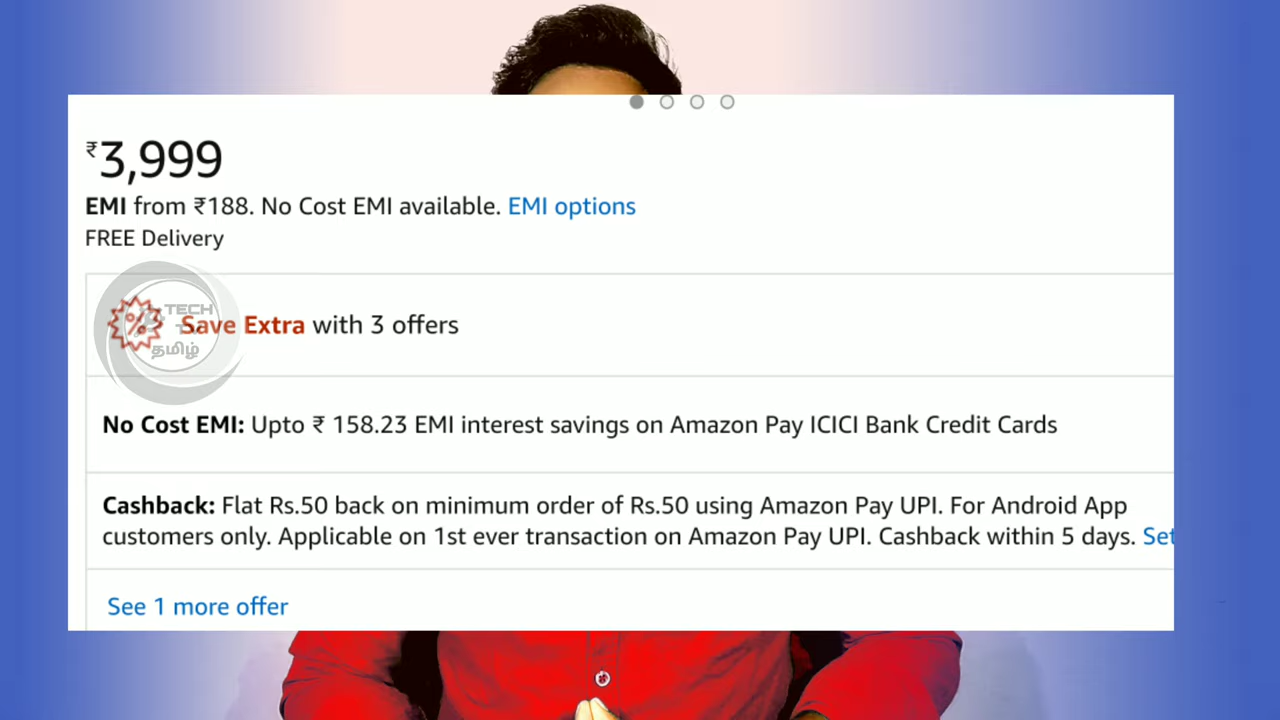 ₹3,999
EMI from ₹188. No Cost EMI available. EMI options
FREE Delivery
TECH
தமிழ்
Save Extra with 3 offers
No Cost EMI: Upto ₹ 158.23 EMI interest savings on Amazon Pay ICICI Bank Credit Cards
Cashback: Flat Rs.50 back on minimum order of Rs.50 using Amazon Pay UPI. For Android App
customers only. Applicable on 1st ever transaction on Amazon Pay UPI. Cashback within 5 days. Set
See 1 more offer